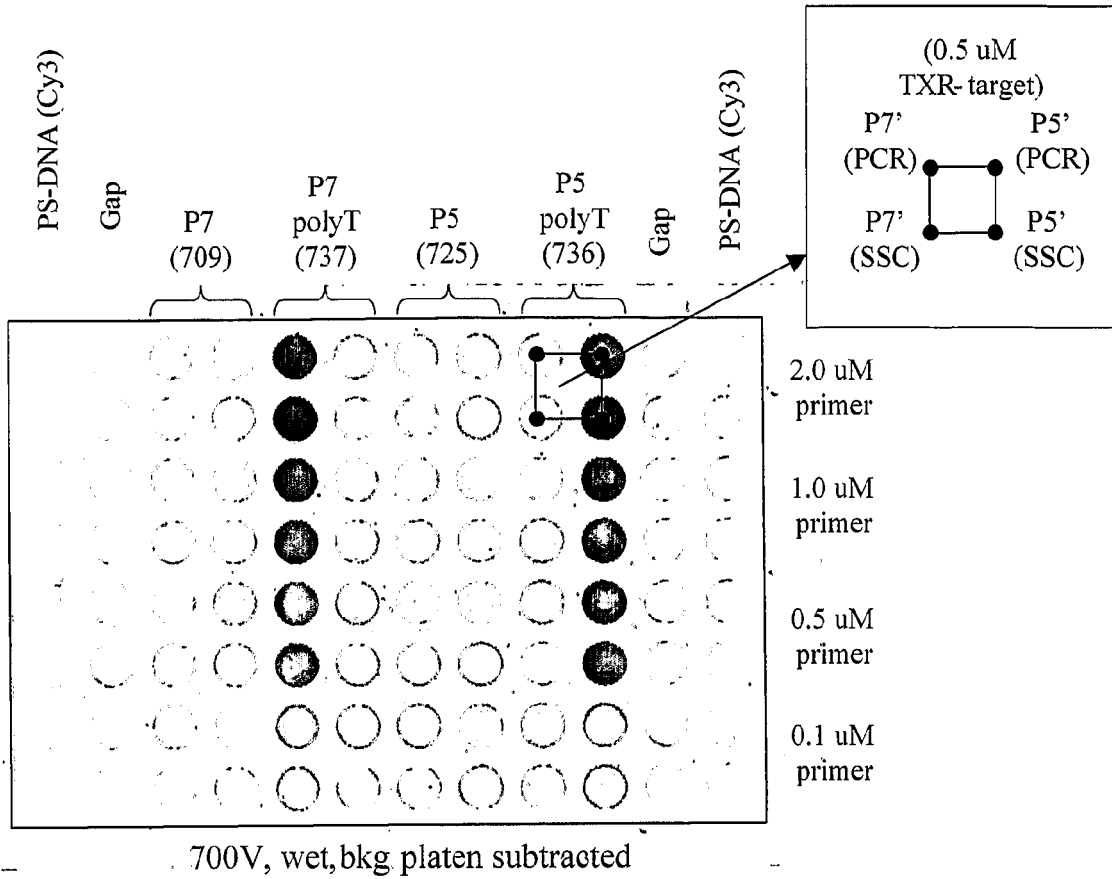 PS-DNA (Cy3)
Gap
P7
(709)
P7
polyT
(737)
P5
(725)
P5
polyT
(736)
Gap
PS-DNA (Cy3)
(0.5 uM
TXR-target)
P7'
(PCR)
P5'
(PCR)
P7'
(SSC)
P5'
(SSC)
2.0 uM
primer
1.0 uM
primer
0.5 uM
primer
0.1 uM
primer
700V, wet, bkg platen subtracted